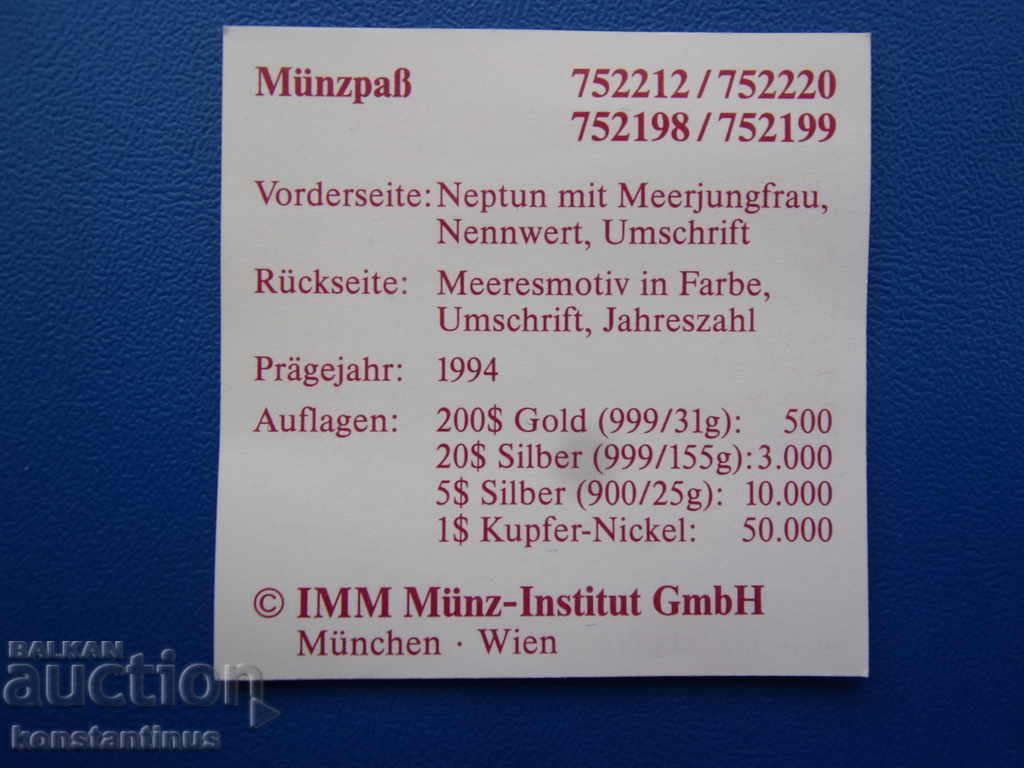 Münzpaß 752212 / 752220
752198 / 752199
Vorderseite: Neptun mit Meerjungfrau,
Nennwert, Umschrift
Rückseite: Meeresmotiv in Farbe,
Umschrift, Jahreszahl
Prägejahr: 1994
Auflagen: 200$ Gold (999/31g): 500
20$ Silber (999/155g): 3.000
5$ Silber (900/25g): 10.000
1$ Kupfer-Nickel: 50.000
© IMM Münz-Institut GmbH
München · Wien
BALKAN
auction
konstantinus